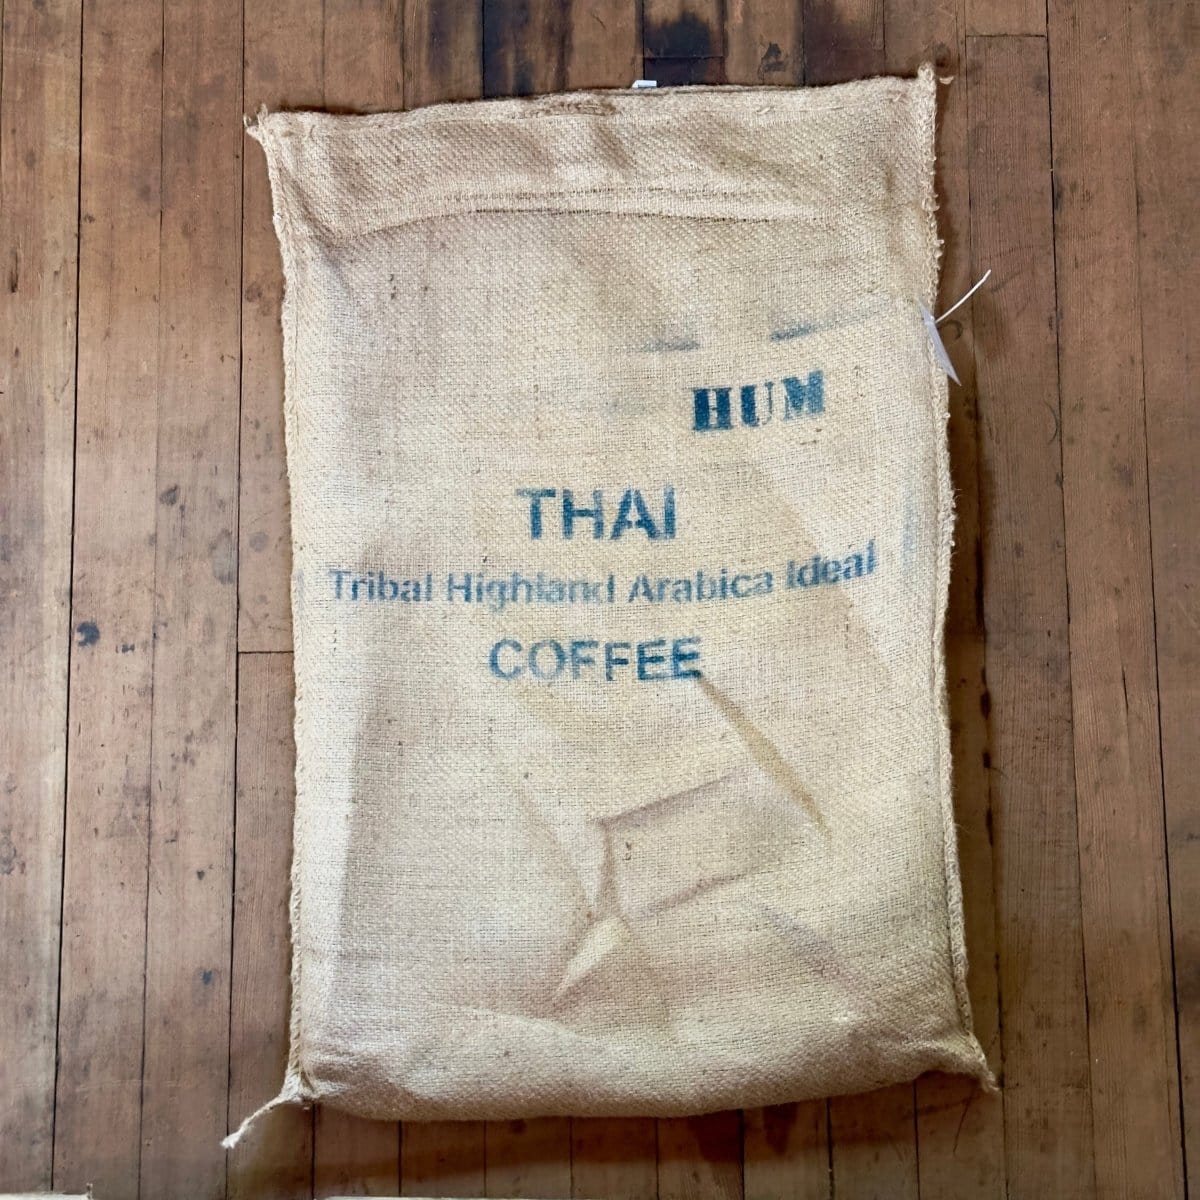 HUM
THAI
Tribal Highland Arabica Ideal
COFFEE